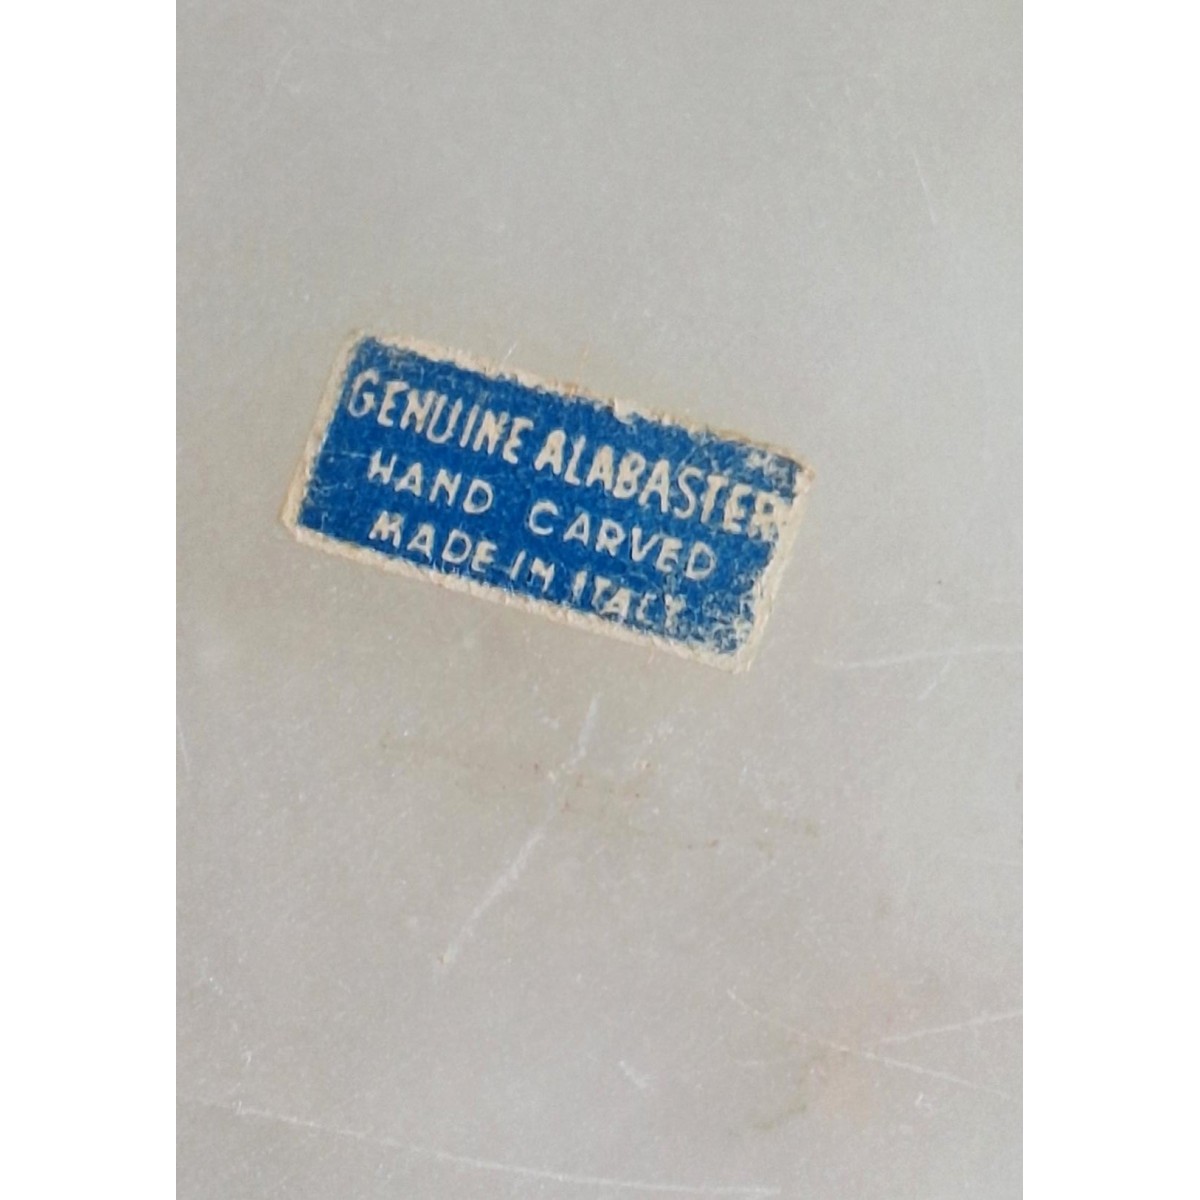 GENUINE ALABASTER
HAND CARVED
MADE IN ITALY